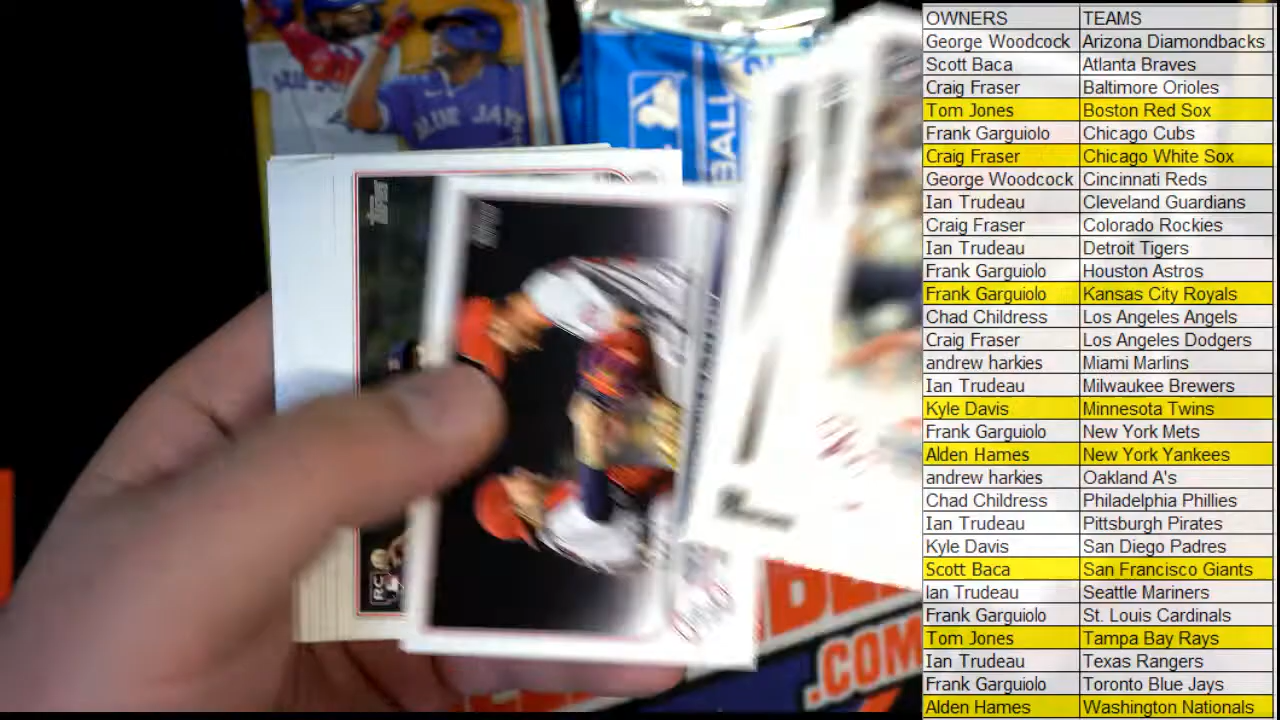 OWNERS TEAMS
George Woodcock Arizona Diamondbacks
Scott Baca Atlanta Braves
Craig Fraser Baltimore Orioles
Tom Jones Boston Red Sox
Frank Garguiolo Chicago Cubs
Craig Fraser Chicago White Sox
George Woodcock Cincinnati Reds
Ian Trudeau Cleveland Guardians
Craig Fraser Colorado Rockies
Ian Trudeau Detroit Tigers
Frank Garguiolo Houston Astros
Frank Garguiolo Kansas City Royals
Chad Childress Los Angeles Angels
Craig Fraser Los Angeles Dodgers
andrew harkies Miami Marlins
Ian Trudeau Milwaukee Brewers
Kyle Davis Minnesota Twins
Frank Garguiolo New York Mets
Alden Hames New York Yankees
andrew harkies Oakland A's
Chad Childress Philadelphia Phillies
Ian Trudeau Pittsburgh Pirates
Kyle Davis San Diego Padres
Scott Baca San Francisco Giants
Ian Trudeau Seattle Mariners
Frank Garguiolo St. Louis Cardinals
Tom Jones Tampa Bay Rays
Ian Trudeau Texas Rangers
Frank Garguiolo Toronto Blue Jays
Alden Hames Washington Nationals
BLUE JAYS
Topps
RC
.COM